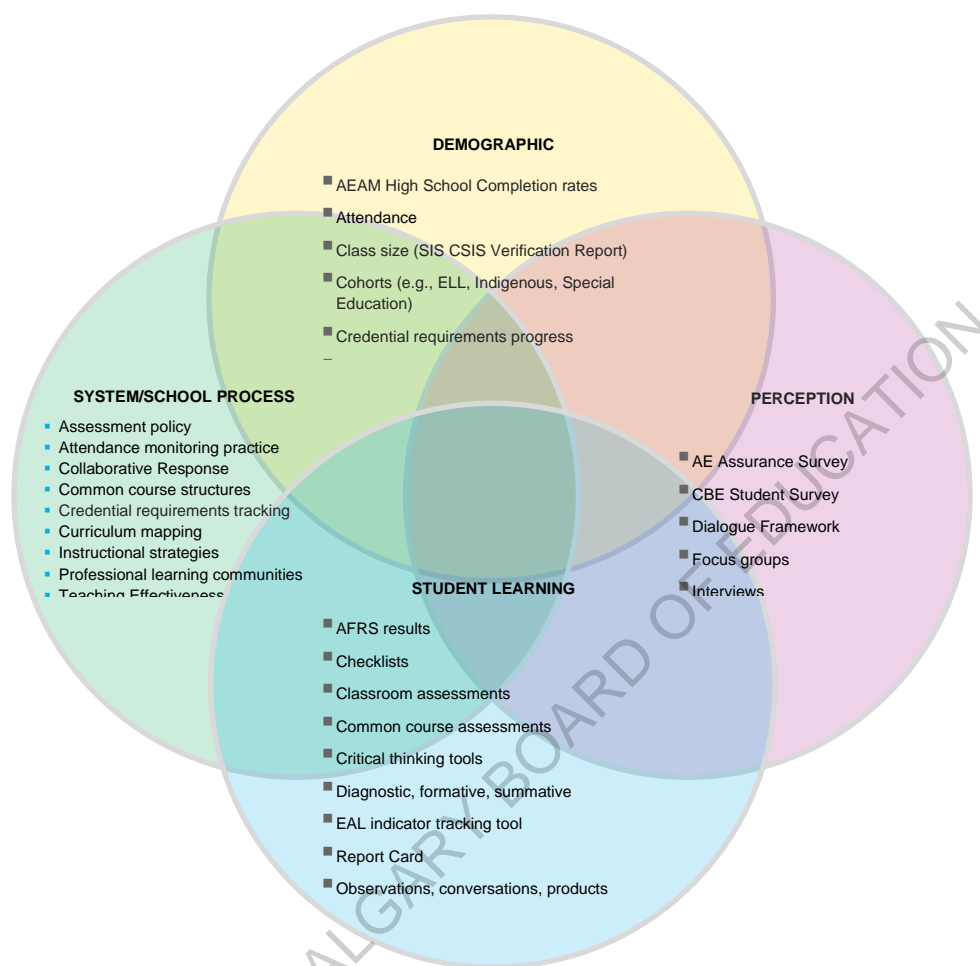 DEMOGRAPHIC
AEAM High School Completion rates
Attendance
Class size (SIS CSIS Verification Report)
Cohorts (e.g., ELL, Indigenous, Special
Education)
Credential requirements progress
SYSTEM/SCHOOL PROCESS
Assessment policy
Attendance monitoring practice
Collaborative Response
Common course structures
Credential requirements tracking
Curriculum mapping
Instructional strategies
Professional learning communities
Teaching Effectiveness
PERCEPTION
AE Assurance Survey
CBE Student Survey
Dialogue Framework
Focus groups
Interviews
STUDENT LEARNING
AFRS results
Checklists
Classroom assessments
Common course assessments
Critical thinking tools
Diagnostic, formative, summative
EAL indicator tracking tool
Report Card
Observations, conversations, products
ALGARY BOARD OF EDUCATION